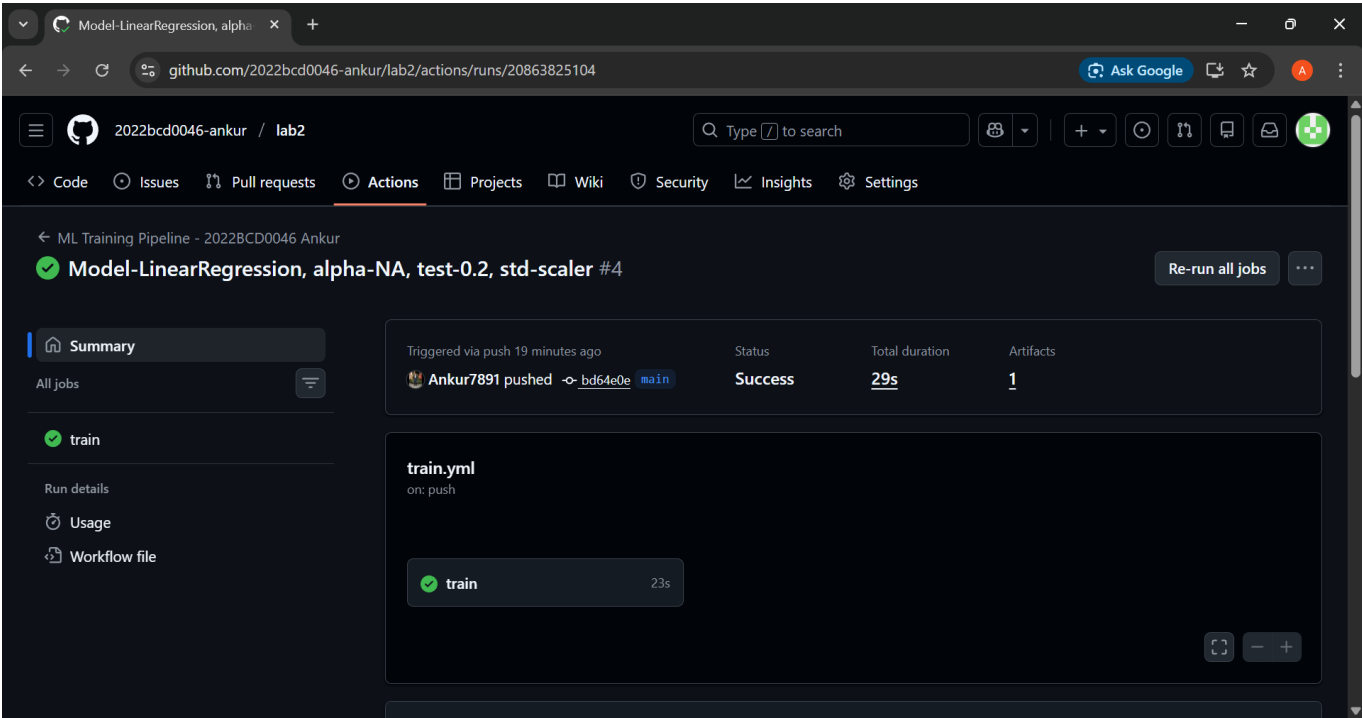 Model-LinearRegression, alpha-
github.com/2022bcd0046-ankur/lab2/actions/runs/20863825104
Ask Google
A
2022bcd0046-ankur / lab2
Type / to search
Code
Issues
Pull requests
Actions
Projects
Wiki
Security
Insights
Settings
ML Training Pipeline - 2022BCD0046 Ankur
Model-LinearRegression, alpha-NA, test-0.2, std-scaler #4
Re-run all jobs
Summary
All jobs
train
Run details
Usage
Workflow file
Triggered via push 19 minutes ago
Ankur7891 pushed bd64e0e main
Status
Success
Total duration
29s
Artifacts
1
train.yml
on: push
train 23s